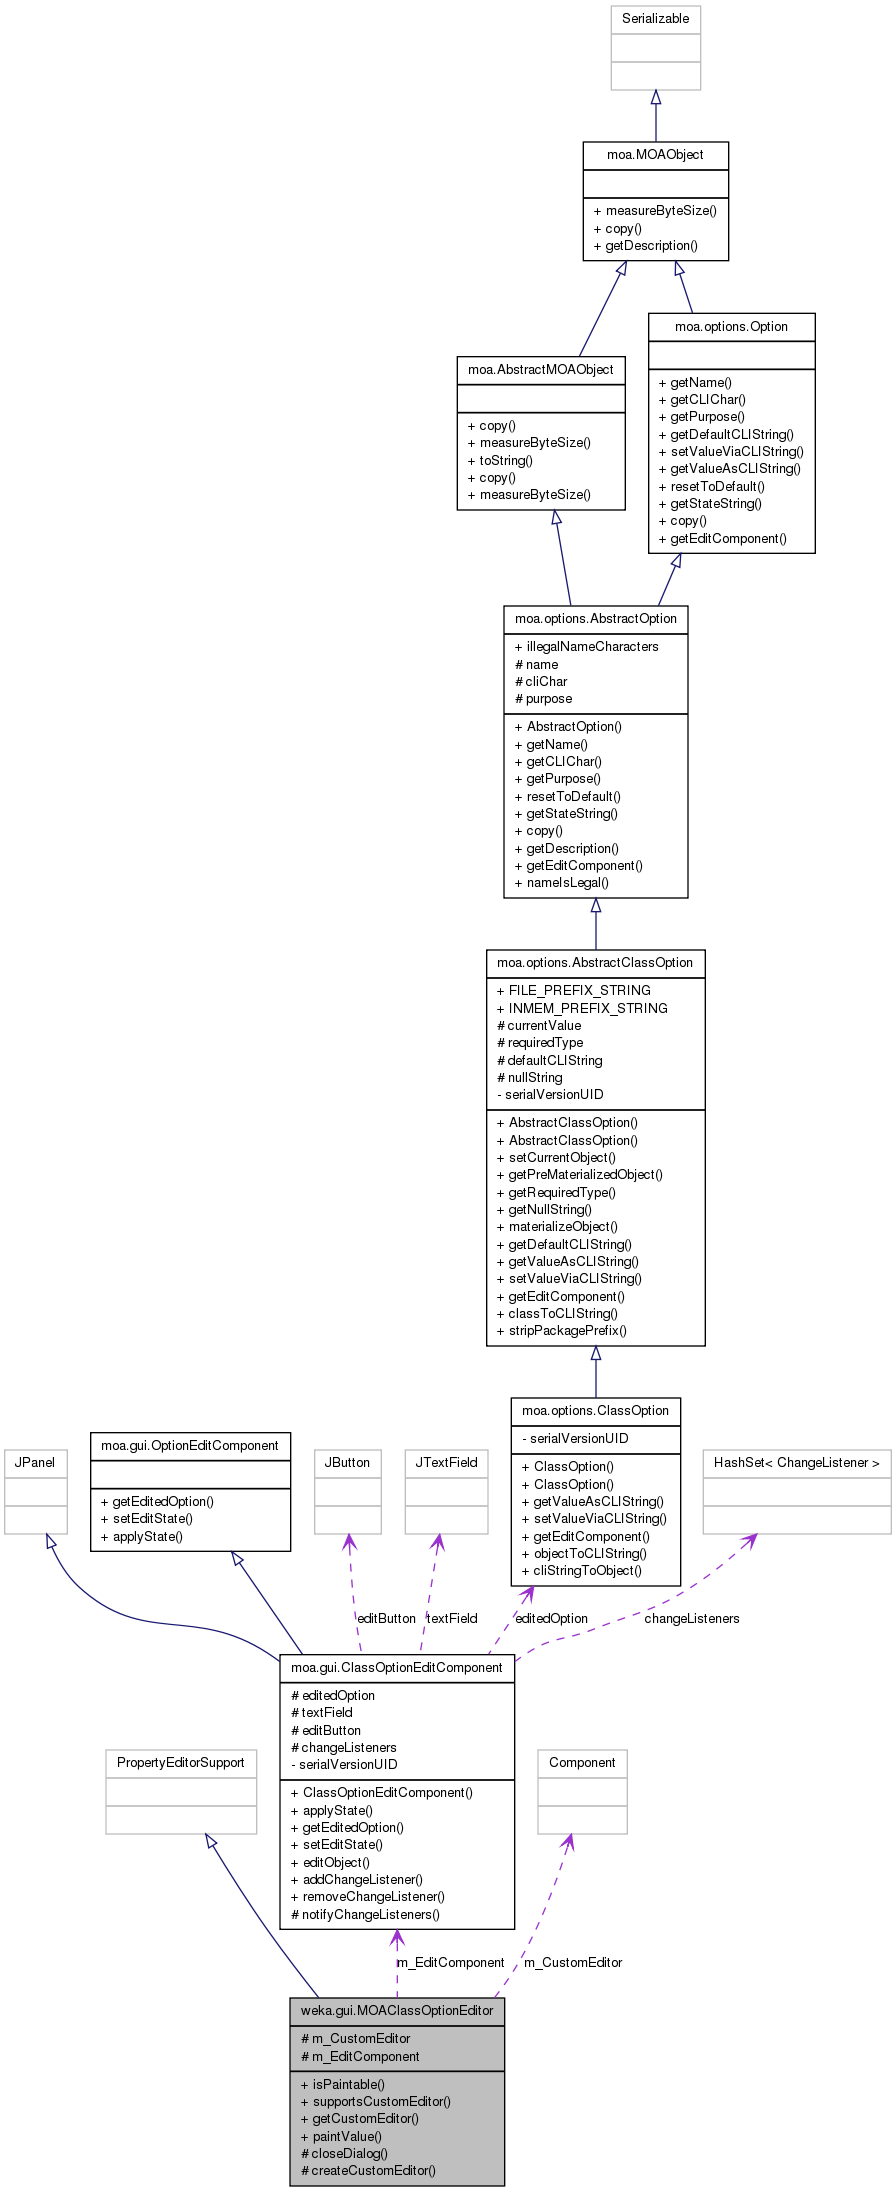 Serializable
moa.MOAObject
+ measureByteSize()
+ copy()
+ getDescription()
moa.options.Option
+ getName()
+ getCLIChar()
+ getPurpose()
+ getDefaultCLIString()
+ setValueViaCLIString()
+ getValueAsCLIString()
+ resetToDefault()
+ getStateString()
+ copy()
+ getEditComponent()
moa.AbstractMOAObject
+ copy()
+ measureByteSize()
+ toString()
+ copy()
+ measureByteSize()
moa.options.AbstractOption
+ illegalNameCharacters
# name
# cliChar
# purpose
+ AbstractOption()
+ getName()
+ getCLIChar()
+ getPurpose()
+ resetToDefault()
+ getStateString()
+ copy()
+ getDescription()
+ getEditComponent()
+ nameIsLegal()
moa.options.AbstractClassOption
+ FILE_PREFIX_STRING
+ INMEM_PREFIX_STRING
# currentValue
# requiredType
# defaultCLIString
# nullString
- serialVersionUID
+ AbstractClassOption()
+ AbstractClassOption()
+ setCurrentObject()
+ getPreMaterializedObject()
+ getRequiredType()
+ getNullString()
+ materializeObject()
+ getDefaultCLIString()
+ getValueAsCLIString()
+ setValueViaCLIString()
+ getEditComponent()
+ classToCLIString()
+ stripPackagePrefix()
moa.options.ClassOption
- serialVersionUID
+ ClassOption()
+ ClassOption()
+ getValueAsCLIString()
+ setValueViaCLIString()
+ getEditComponent()
+ objectToCLIString()
+ cliStringToObject()
JPanel
moa.gui.OptionEditComponent
+ getEditedOption()
+ setEditState()
+ applyState()
JButton
JTextField
HashSet< ChangeListener >
editButton
textField
editedOption
changeListeners
moa.gui.ClassOptionEditComponent
# editedOption
# textField
# editButton
# changeListeners
- serialVersionUID
+ ClassOptionEditComponent()
+ applyState()
+ getEditedOption()
+ setEditState()
+ editObject()
+ addChangeListener()
+ removeChangeListener()
# notifyChangeListeners()
PropertyEditorSupport
Component
m_EditComponent
m_CustomEditor
weka.gui.MOAClassOptionEditor
# m_CustomEditor
# m_EditComponent
+ isPaintable()
+ supportsCustomEditor()
+ getCustomEditor()
+ paintValue()
# closeDialog()
# createCustomEditor()